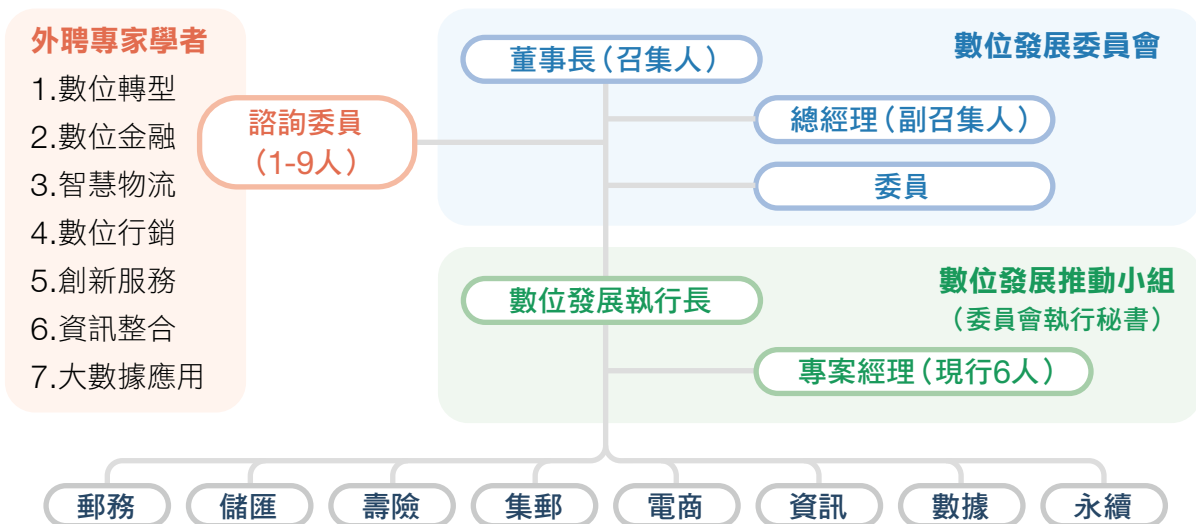 外聘專家學者
1.數位轉型
2.數位金融
3.智慧物流
4.數位行銷
5.創新服務
6.資訊整合
7.大數據應用
諮詢委員
（1-9人）
數位發展委員會
董事長（召集人）
總經理（副召集人）
委員
數位發展推動小組
（委員會執行秘書）
數位發展執行長
專案經理（現行6人）
郵務
儲匯
壽險
集郵
電商
資訊
數據
永續